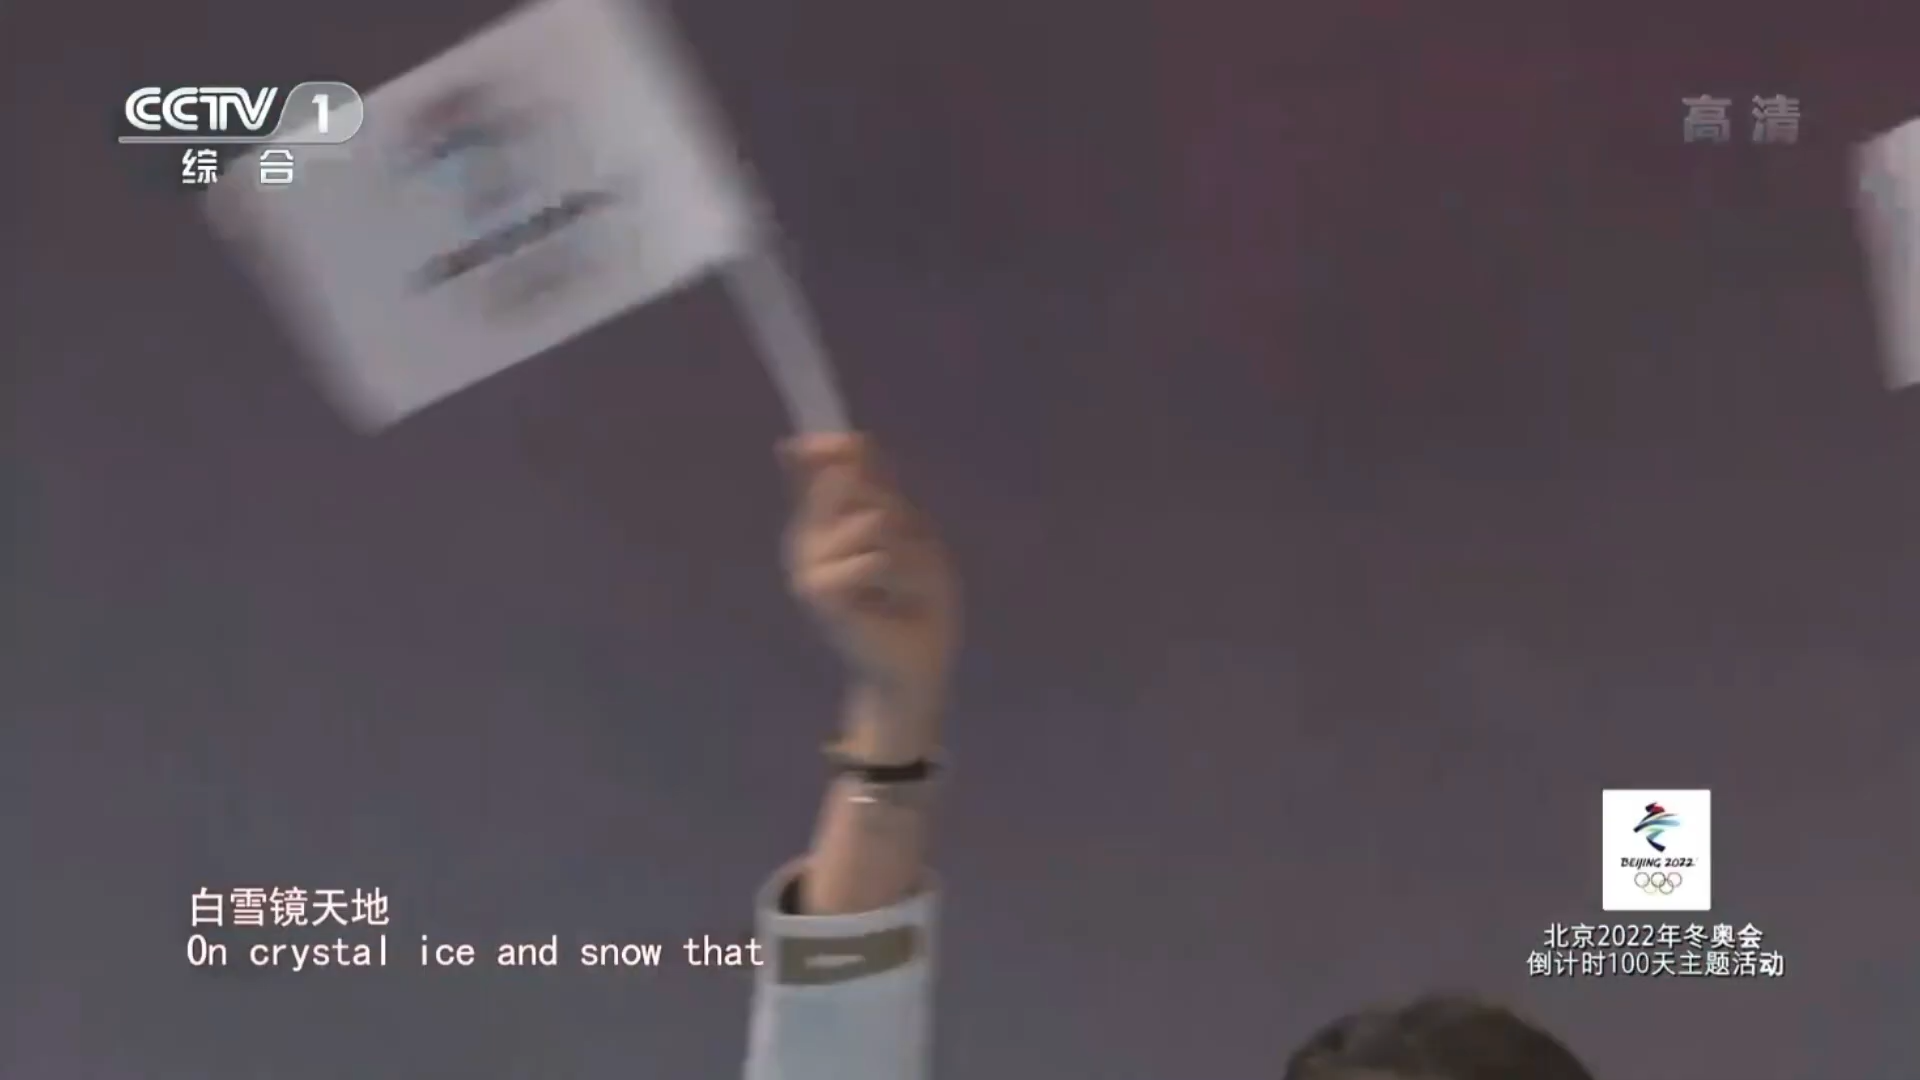 CCTV 1
综合
高清
白雪镜天地
On crystal ice and snow that
BEIJING 2022
北京2022年冬奥会
倒计时100天主题活动